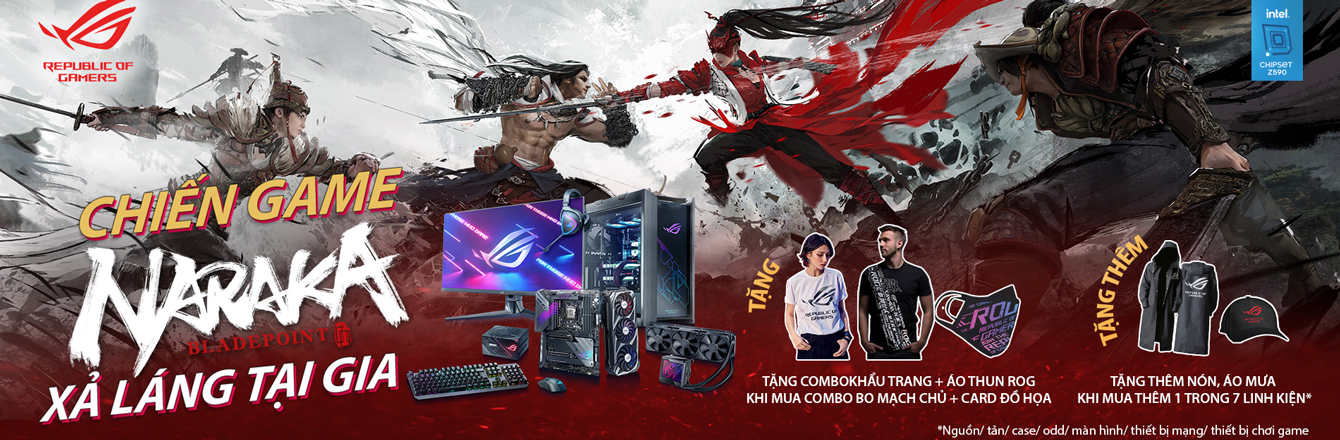 REPUBLIC OF
GAMERS
intel.
CHIPSET
Z590
CHIẾN GAME
NARAKA
BLADEPOINT
XẢ LÁNG TẠI GIA
TẶNG
REPUBLIC OF
GAMERS
TẶNG THÊM
TẶNG COMBOKHẨU TRANG + ÁO THUN ROG
KHI MUA COMBO BO MẠCH CHỦ + CARD ĐỒ HỌA
TẶNG THÊM NÓN, ÁO MƯA
KHI MUA THÊM 1 TRONG 7 LINH KIỆN*
*Nguồn/ tản/ case/ odd/ màn hình/ thiết bị mạng/ thiết bị chơi game